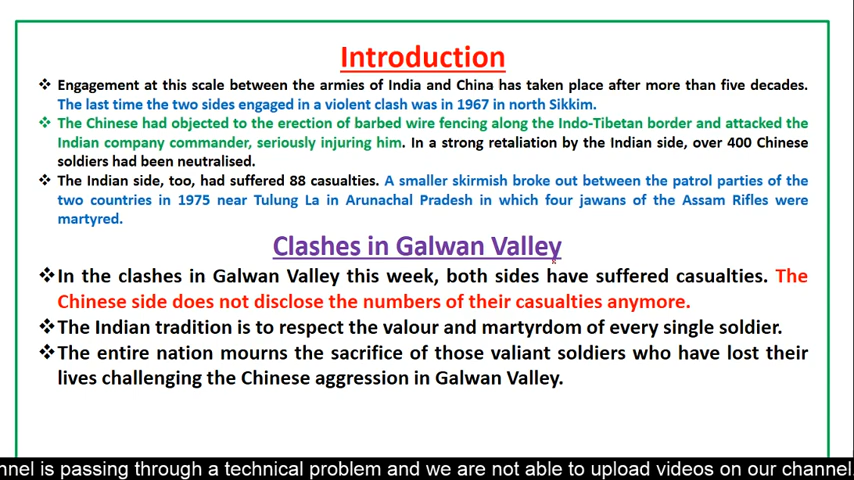 Introduction
❖ Engagement at this scale between the armies of India and China has taken place after more than five decades.
The last time the two sides engaged in a violent clash was in 1967 in north Sikkim.
❖ The Chinese had objected to the erection of barbed wire fencing along the Indo-Tibetan border and attacked the
Indian company commander, seriously injuring him. In a strong retaliation by the Indian side, over 400 Chinese
soldiers had been neutralised.
❖ The Indian side, too, had suffered 88 casualties. A smaller skirmish broke out between the patrol parties of the
two countries in 1975 near Tulung La in Arunachal Pradesh in which four jawans of the Assam Rifles were
martyred.
Clashes in Galwan Valley
❖In the clashes in Galwan Valley this week, both sides have suffered casualties. The
Chinese side does not disclose the numbers of their casualties anymore.
❖The Indian tradition is to respect the valour and martyrdom of every single soldier.
❖The entire nation mourns the sacrifice of those valiant soldiers who have lost their
lives challenging the Chinese aggression in Galwan Valley.
nnel is passing through a technical problem and we are not able to upload videos on our channel.